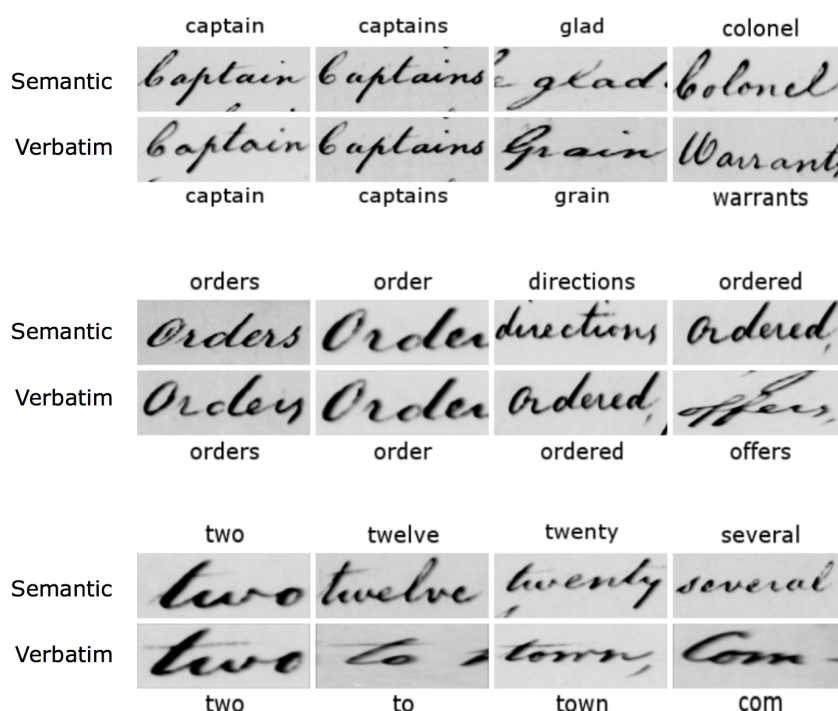 captain captains glad colonel
Semantic Captain Captains e glad. Colonel
Verbatim Captain Captains Grain Warrants
captain captains grain warrants
orders order directions ordered
Semantic Orders Order directions ordered,
Verbatim Orders Order ordered, offers,
orders order ordered offers
two twelve twenty several
Semantic two twelve twenty several
Verbatim two to town, Com-
two to town com